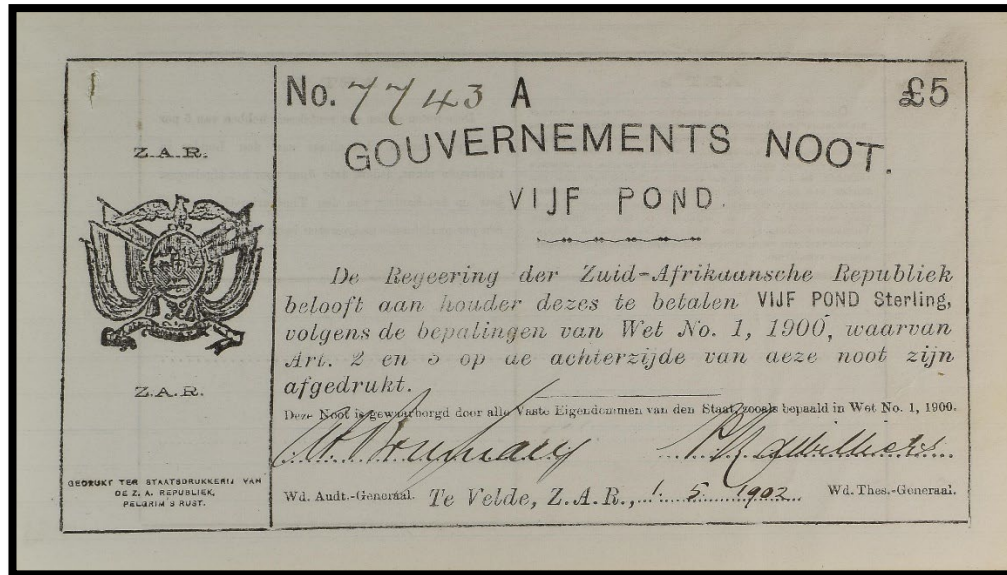 No. 7743 A £5
GOUVERNEMENTS NOOT.
VIJF POND.
Z.A.R.
De Regeering der Zuid-Afrikaansche Republiek
belooft aan houder dezes te betalen VIJF POND Sterling,
volgens de bepalingen van Wet No. 1, 1900, waarvan
Art. 2 en 3 op de achterzijde van deze noot zijn
afgedrukt.
Z.A.R.
Deze Noot is gewaarborgd door alle Vaste Eigendommen van den Staat, zooals bepaald in Wet No. 1, 1900.
GEDRUKT TER STAATSDRUKKERIJ VAN
DE Z. A. REPUBLIEK,
PELGRIM'S RUST.
Wd. Audt.-Generaal. Te Velde, Z.A.R., 1. 5 1902 Wd. Thes.-Generaal.